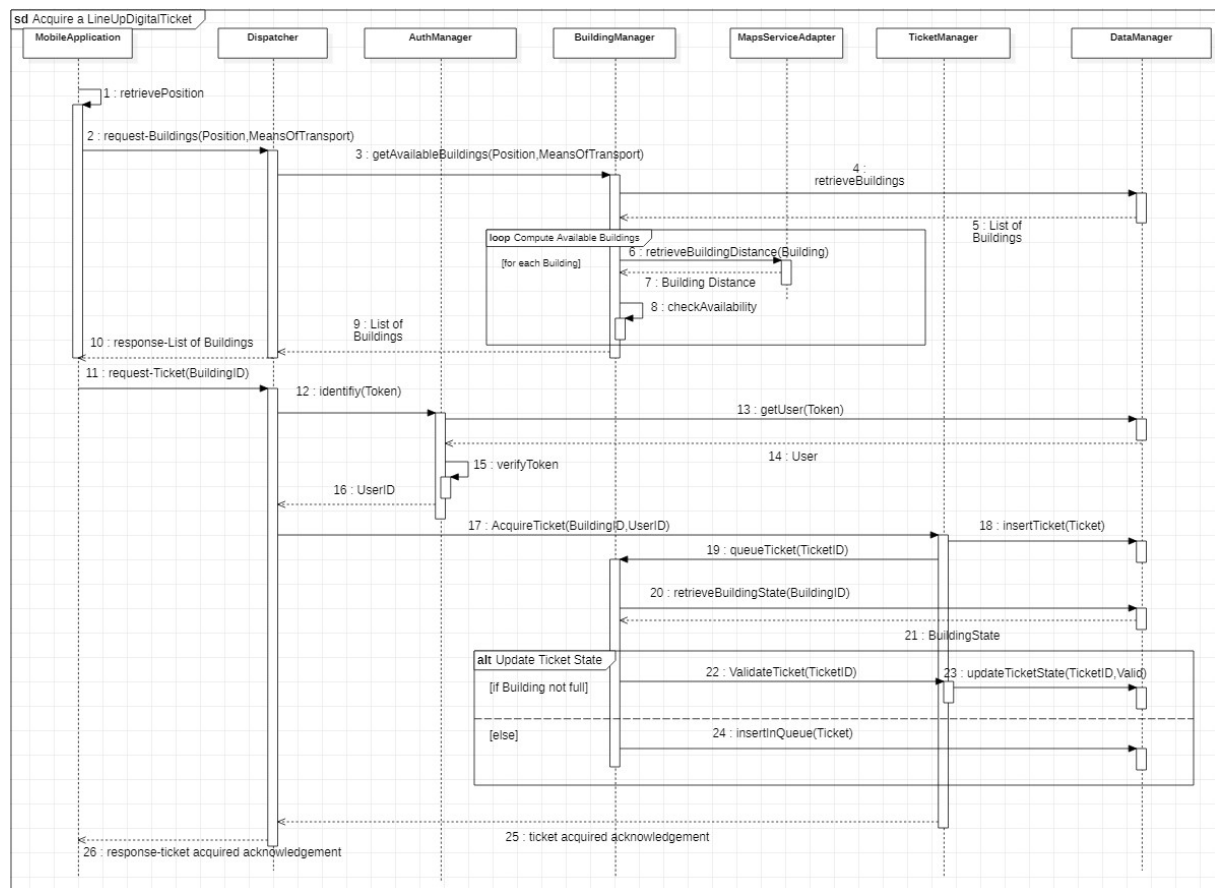 sd Acquire a LineUpDigitalTicket
MobileApplication
Dispatcher
AuthManager
BuildingManager
MapsServiceAdapter
TicketManager
DataManager
1 : retrievePosition
2 : request-Buildings(Position,MeansOfTransport)
3 : getAvailableBuildings(Position,MeansOfTransport)
4 :
retrieveBuildings
5 : List of
Buildings
loop Compute Available Buildings
[for each Building]
6 : retrieveBuildingDistance(Building)
7 : Building Distance
8 : checkAvailability
9 : List of
Buildings
10 : response-List of Buildings
11 : request-Ticket(BuildingID)
12 : identifiy(Token)
13 : getUser(Token)
14 : User
15 : verifyToken
16 : UserID
17 : AcquireTicket(BuildingID,UserID)
18 : insertTicket(Ticket)
19 : queueTicket(TicketID)
20 : retrieveBuildingState(BuildingID)
21 : BuildingState
alt Update Ticket State
[if Building not full]
22 : ValidateTicket(TicketID)
23 : updateTicketState(TicketID,Valid)
[else]
24 : insertInQueue(Ticket)
25 : ticket acquired acknowledgement
26 : response-ticket acquired acknowledgement